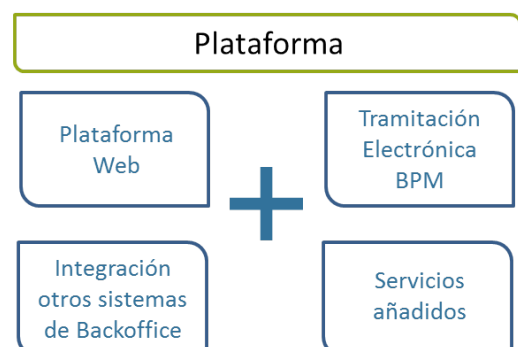 Plataforma
Plataforma
Web
Tramitación
Electrónica
BPM
Integración
otros sistemas
de Backoffice
Servicios
añadidos